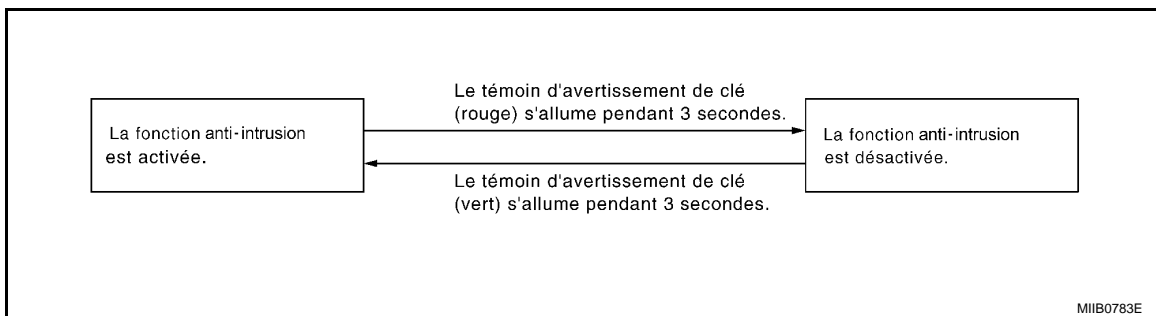 Le témoin d'avertissement de clé
(rouge) s'allume pendant 3 secondes.
La fonction anti-intrusion
est activée.
La fonction anti-intrusion
est désactivée.
Le témoin d'avertissement de clé
(vert) s'allume pendant 3 secondes.
MIIB0783E